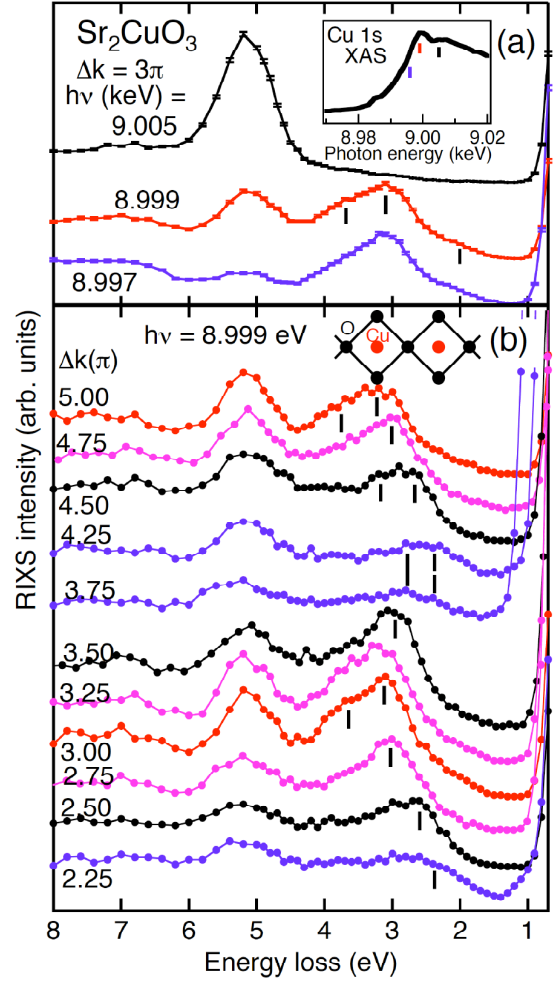 Sr₂CuO₃
(a)
Δk = 3π
hν (keV) =
9.005
8.999
8.997
Cu 1s
XAS
8.98 9.00 9.02
Photon energy (keV)
hν = 8.999 eV
O
Cu
(b)
Δk(π)
5.00
4.75
4.50
4.25
3.75
3.50
3.25
3.00
2.75
2.50
2.25
RIXS intensity (arb. units)
8 7 6 5 4 3 2 1
Energy loss (eV)